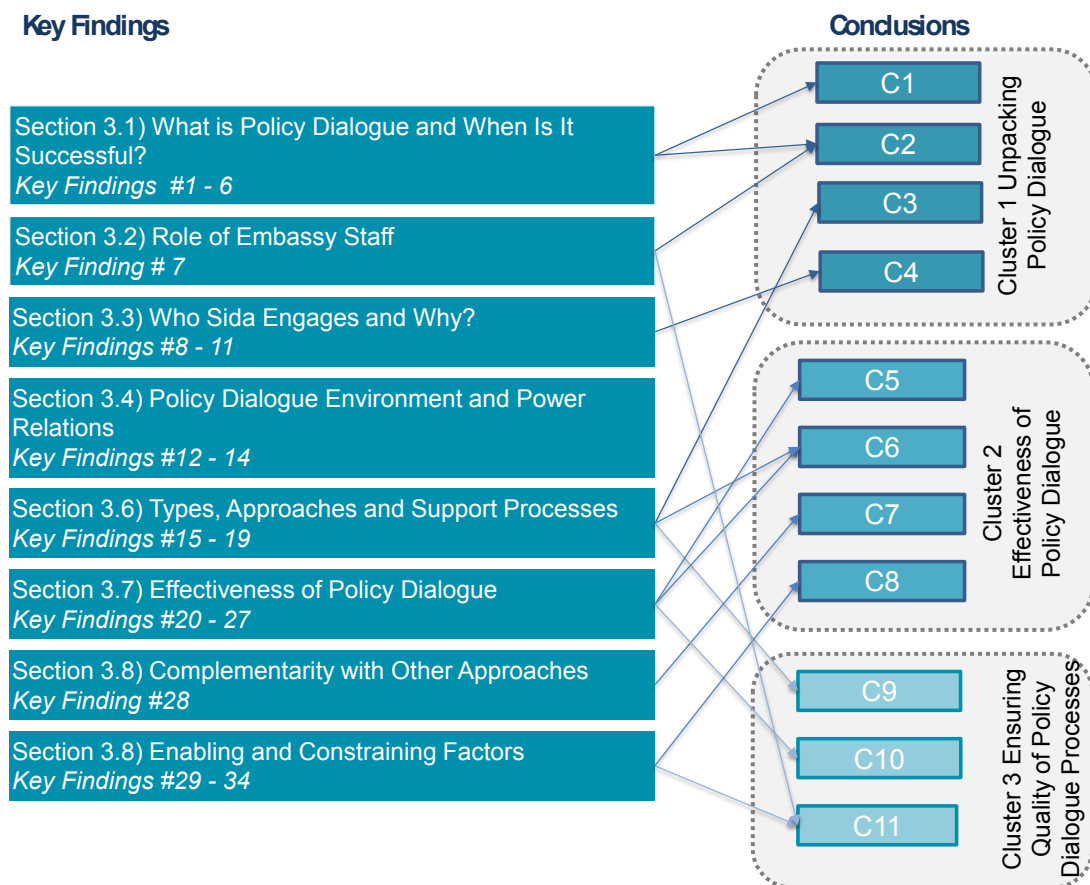 Key Findings
Conclusions
Section 3.1) What is Policy Dialogue and When Is It
Successful?
Key Findings #1 - 6
Section 3.2) Role of Embassy Staff
Key Finding # 7
Section 3.3) Who Sida Engages and Why?
Key Findings #8 - 11
Section 3.4) Policy Dialogue Environment and Power
Relations
Key Findings #12 - 14
Section 3.6) Types, Approaches and Support Processes
Key Findings #15 - 19
Section 3.7) Effectiveness of Policy Dialogue
Key Findings #20 - 27
Section 3.8) Complementarity with Other Approaches
Key Finding #28
Section 3.8) Enabling and Constraining Factors
Key Findings #29 - 34
C1
C2
C3
C4
Cluster 1 Unpacking
Policy Dialogue
C5
C6
C7
C8
Cluster 2
Effectiveness of
Policy Dialogue
C9
C10
C11
Cluster 3 Ensuring
Quality of Policy
Dialogue Processes